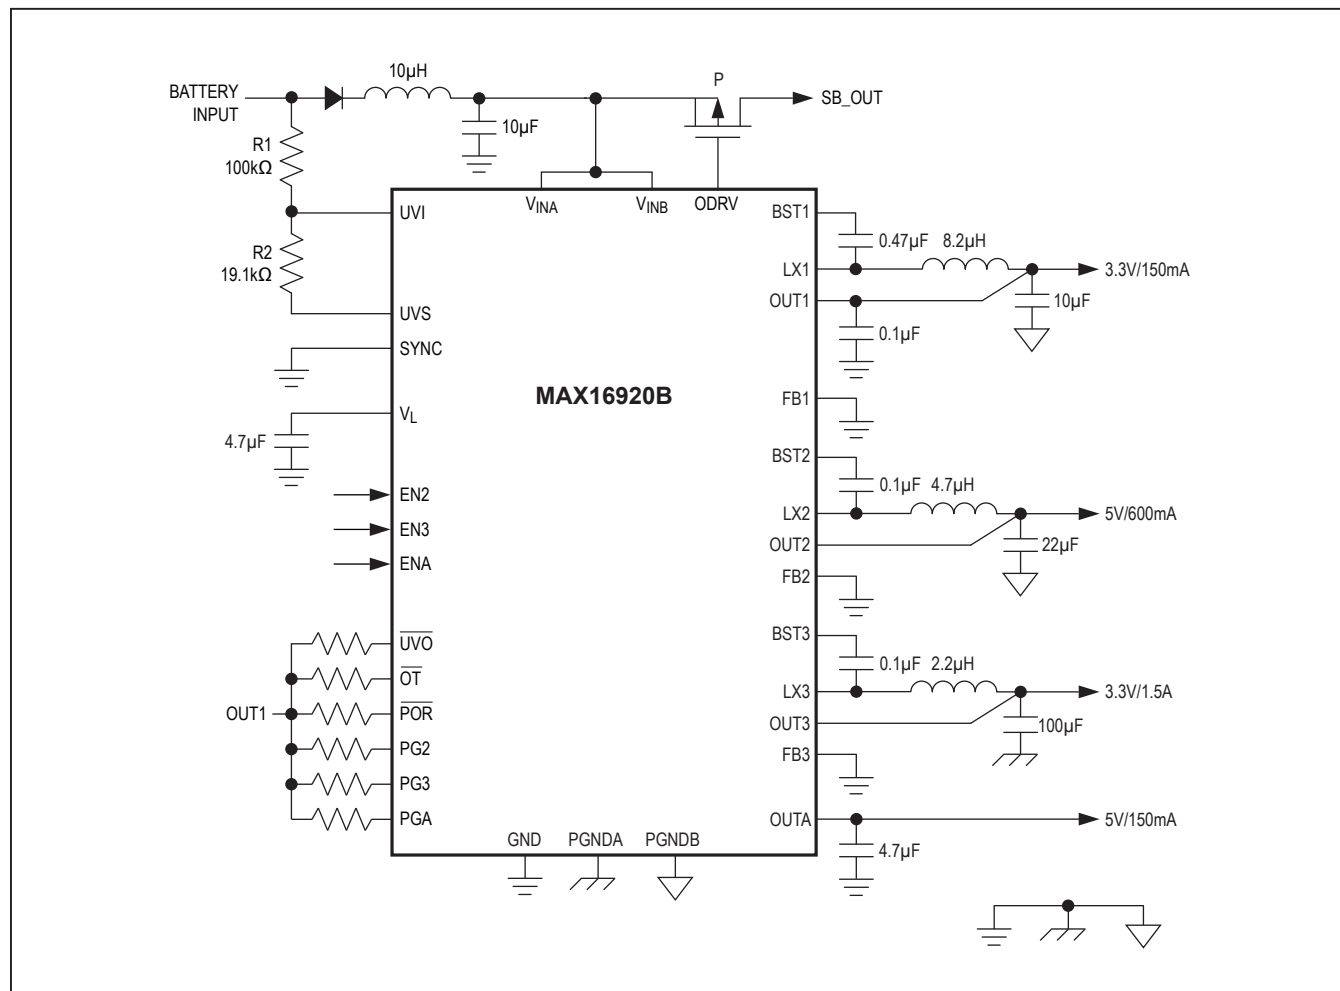 BATTERY
INPUT
10µH
P
SB_OUT
10µF
R1
100kΩ
R2
19.1kΩ
VINA
VINB
ODRV
UVI
UVS
SYNC
VL
4.7µF
EN2
EN3
ENA
UVO
OT
POR
PG2
PG3
PGA
OUT1
MAX16920B
GND
PGNDA
PGNDB
BST1
0.47µF
8.2µH
LX1
3.3V/150mA
OUT1
10µF
0.1µF
FB1
BST2
0.1µF
4.7µH
LX2
5V/600mA
OUT2
22µF
FB2
BST3
0.1µF
2.2µH
LX3
3.3V/1.5A
OUT3
100µF
FB3
OUTA
5V/150mA
4.7µF